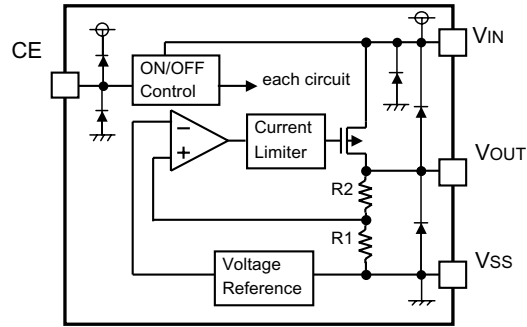 CE
ON/OFF
Control
each circuit
VIN
−
+
Current
Limiter
VOUT
R2
R1
Voltage
Reference
VSS